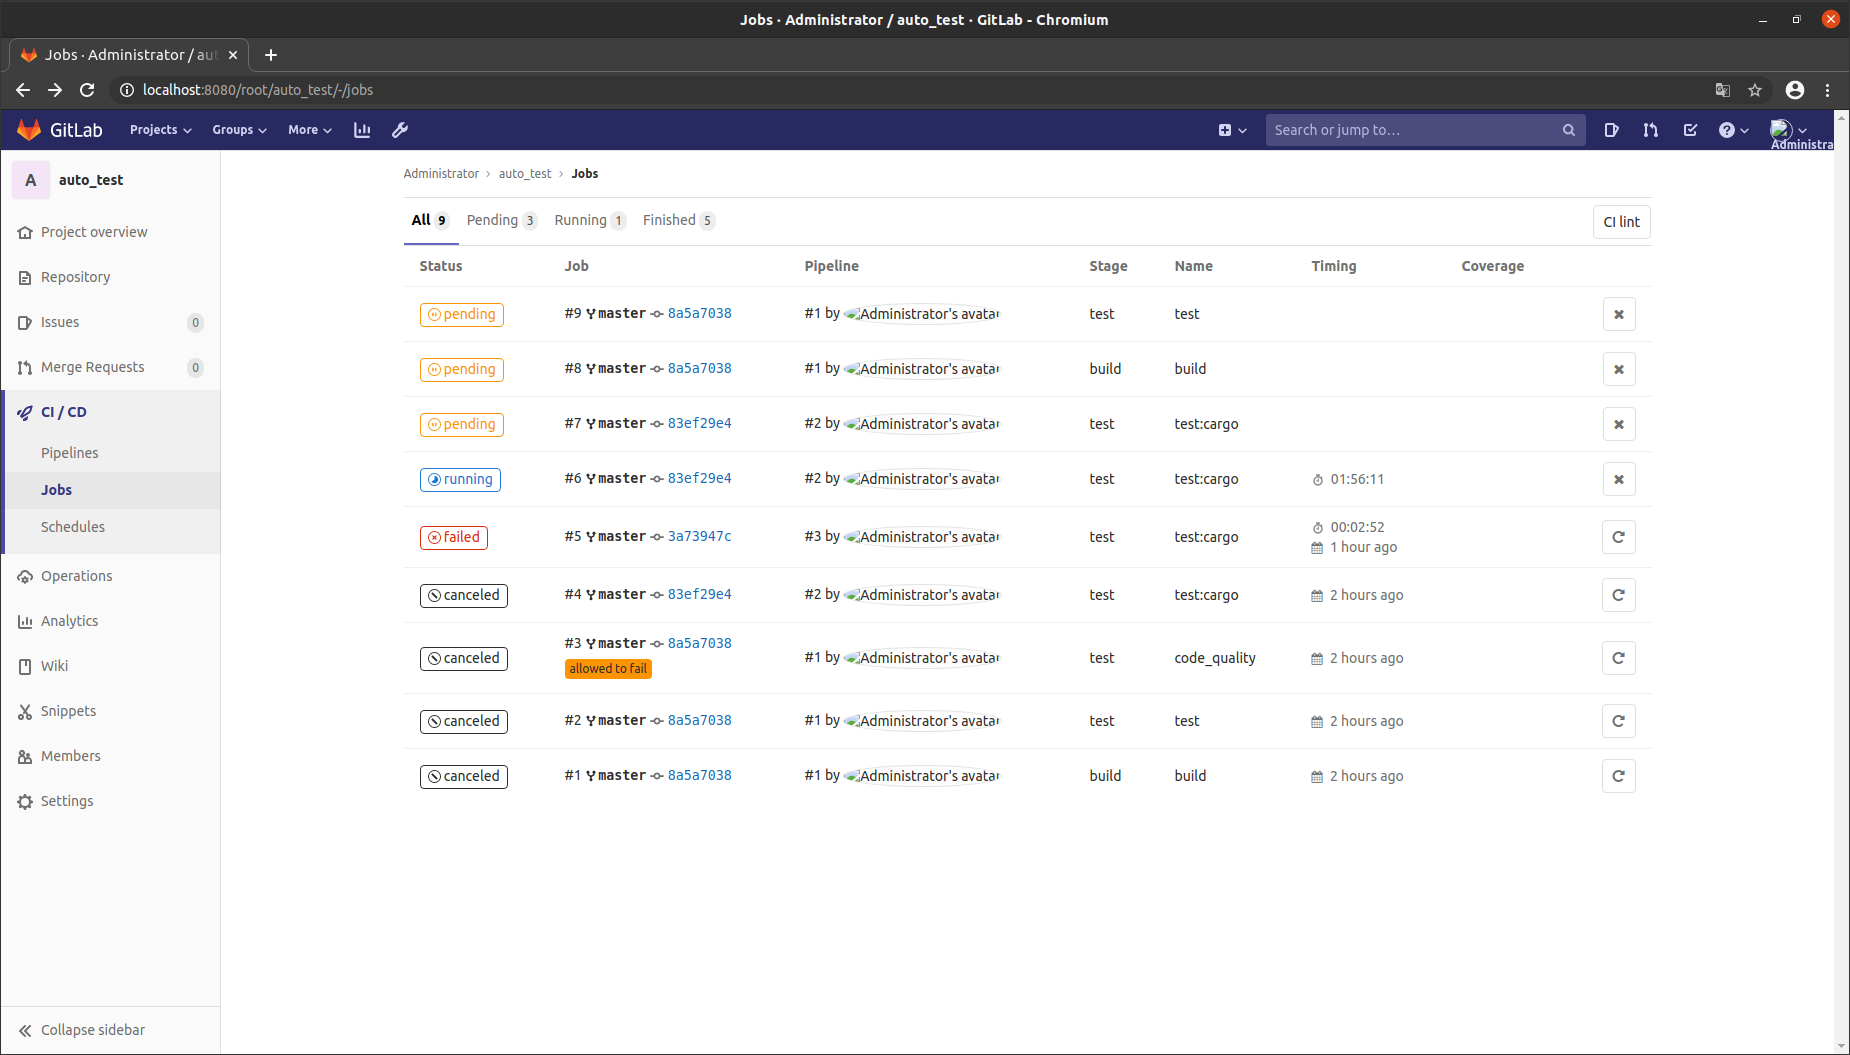 Jobs · Administrator / auto_test · GitLab - Chromium
Jobs · Administrator / aut
localhost:8080/root/auto_test/-/jobs
GitLab Projects Groups More Search or jump to… Administra
A auto_test
Project overview
Repository
Issues 0
Merge Requests 0
CI / CD
Pipelines
Jobs
Schedules
Operations
Analytics
Wiki
Snippets
Members
Settings
Collapse sidebar
Administrator › auto_test › Jobs
All 9 Pending 3 Running 1 Finished 5 CI lint
Status Job Pipeline Stage Name Timing Coverage
pending #9 master 8a5a7038 #1 by Administrator's avatar test test
pending #8 master 8a5a7038 #1 by Administrator's avatar build build
pending #7 master 83ef29e4 #2 by Administrator's avatar test test:cargo
running #6 master 83ef29e4 #2 by Administrator's avatar test test:cargo 01:56:11
failed #5 master 3a73947c #3 by Administrator's avatar test test:cargo 00:02:52
1 hour ago
canceled #4 master 83ef29e4 #2 by Administrator's avatar test test:cargo 2 hours ago
canceled #3 master 8a5a7038 #1 by Administrator's avatar test code_quality 2 hours ago
allowed to fail
canceled #2 master 8a5a7038 #1 by Administrator's avatar test test 2 hours ago
canceled #1 master 8a5a7038 #1 by Administrator's avatar build build 2 hours ago